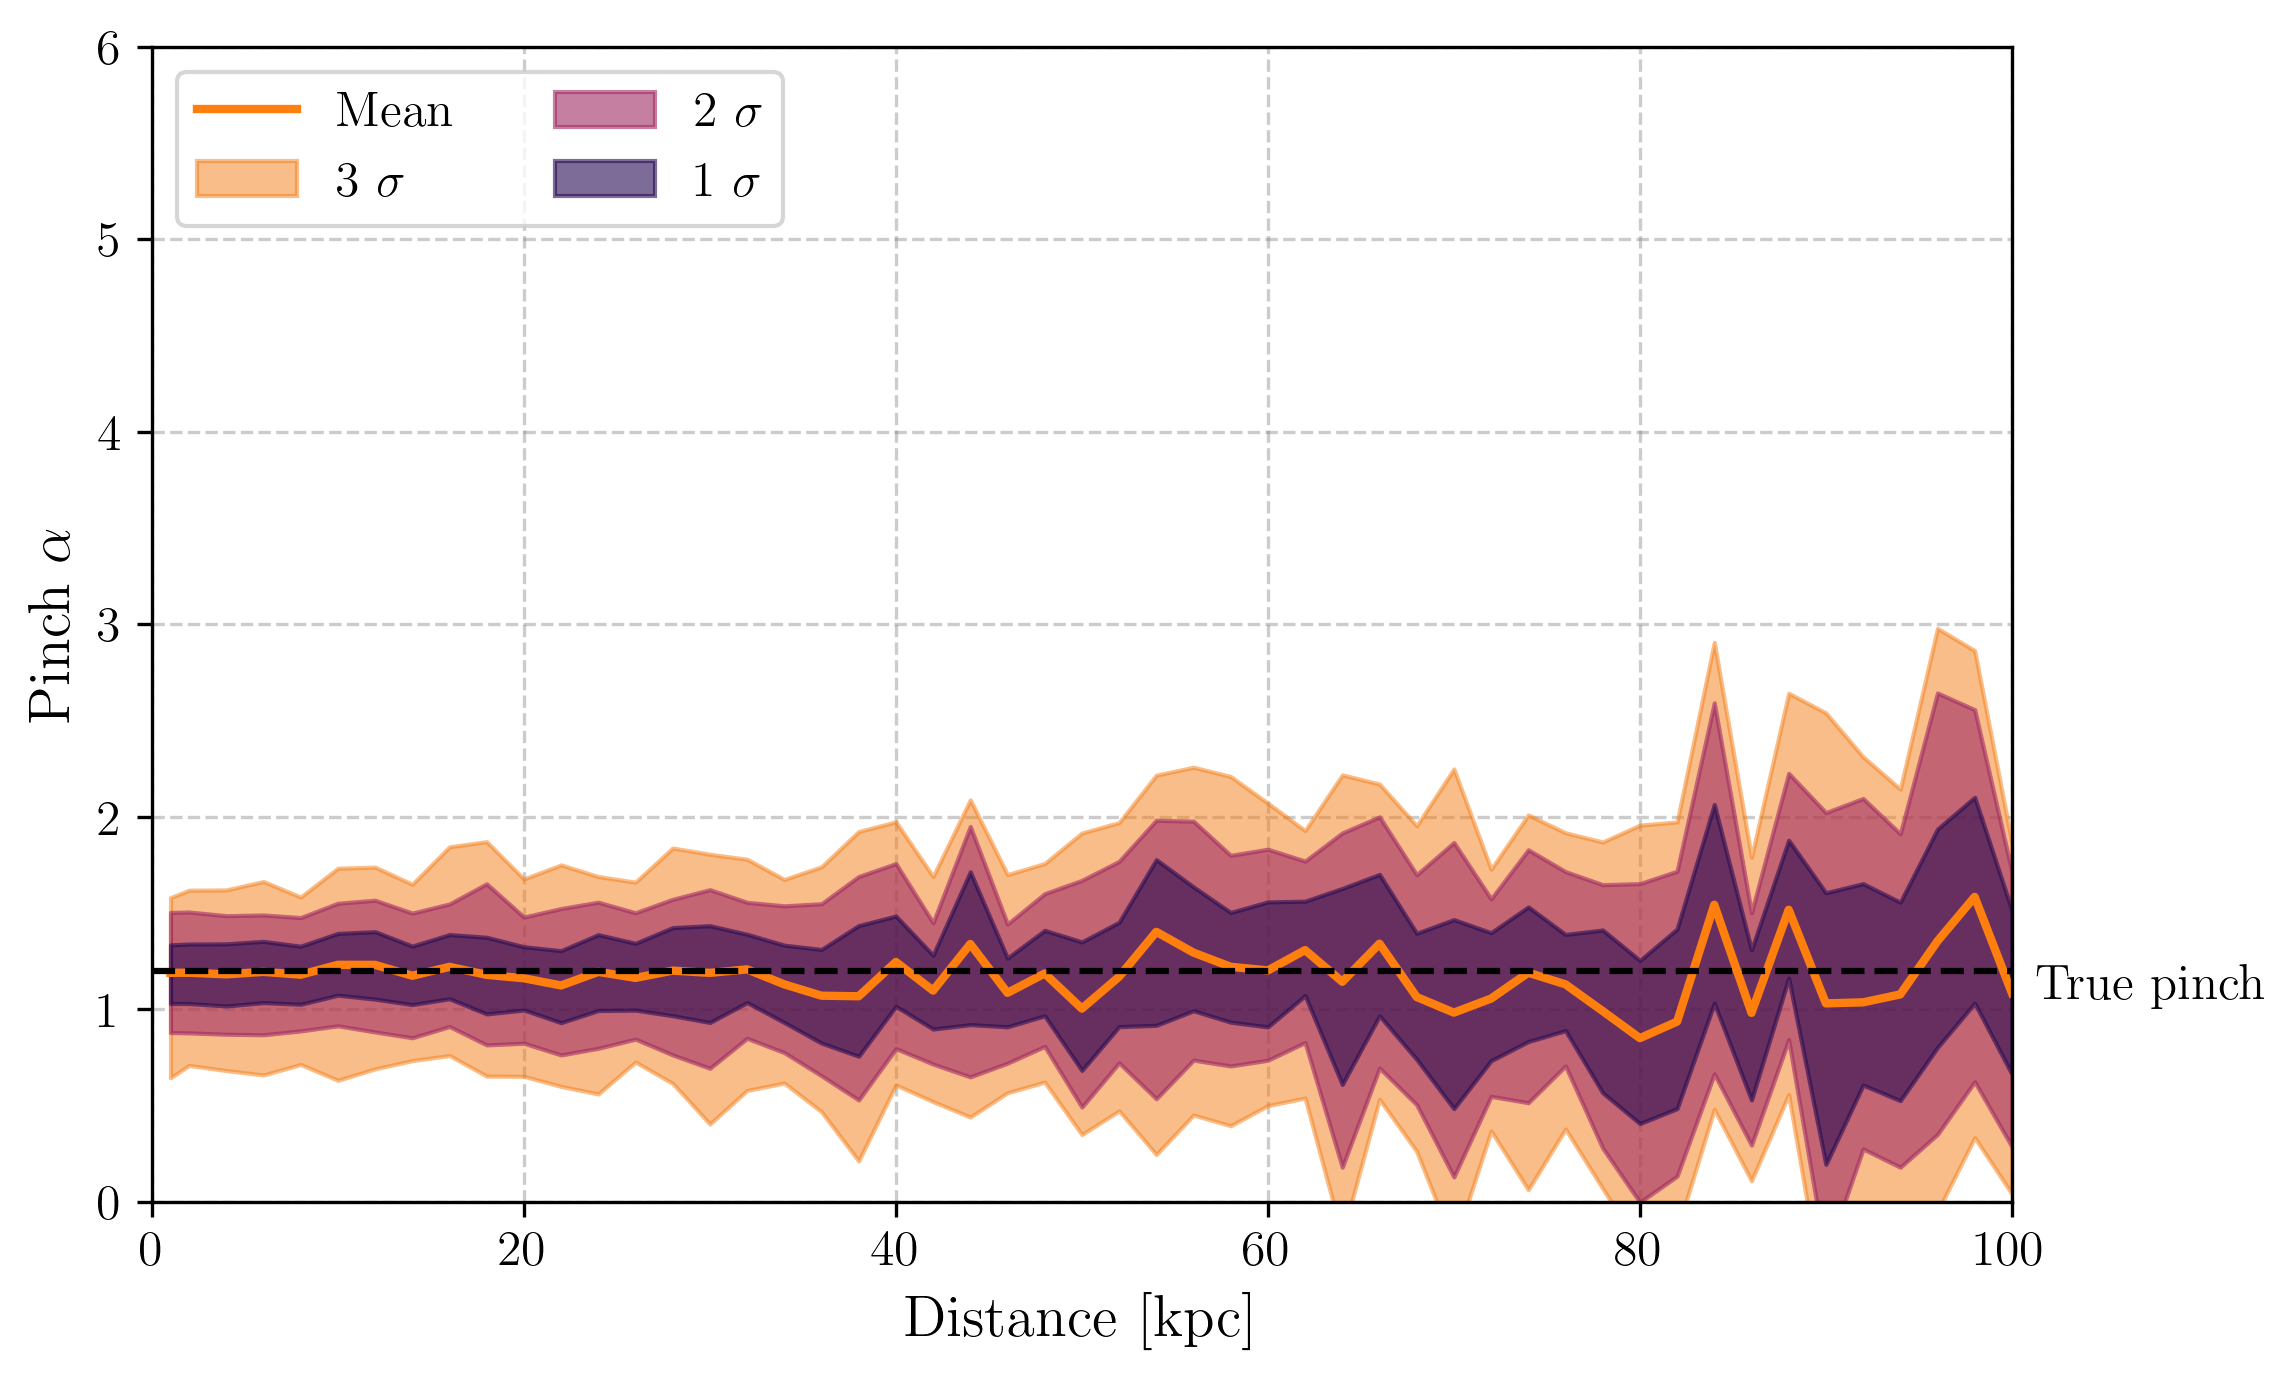 6
5
4
3
2
1
0
Pinch α
Mean
3 σ
2 σ
1 σ
True pinch
0 20 40 60 80 100
Distance [kpc]